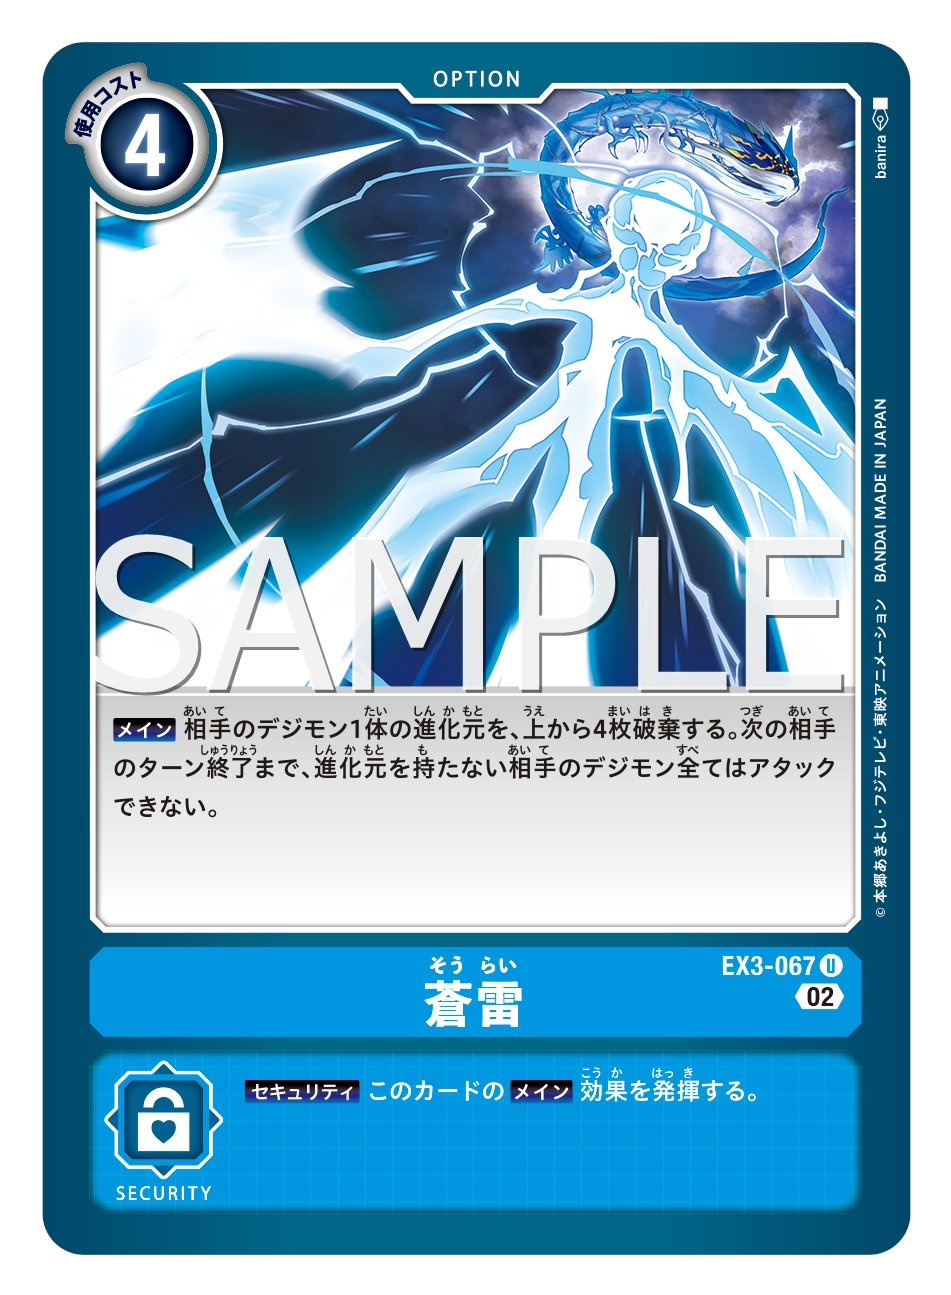 OPTION
使用コスト
4
banira
SAMPLE
メイン 相手のデジモン1体の進化元を、上から4枚破棄する。次の相手
のターン終了まで、進化元を持たない相手のデジモン全てはアタック
できない。
© 本郷あきよし・フジテレビ・東映アニメーション BANDAI MADE IN JAPAN
そう らい
蒼雷
EX3-067 U
02
セキュリティ このカードの メイン 効果を発揮する。
SECURITY